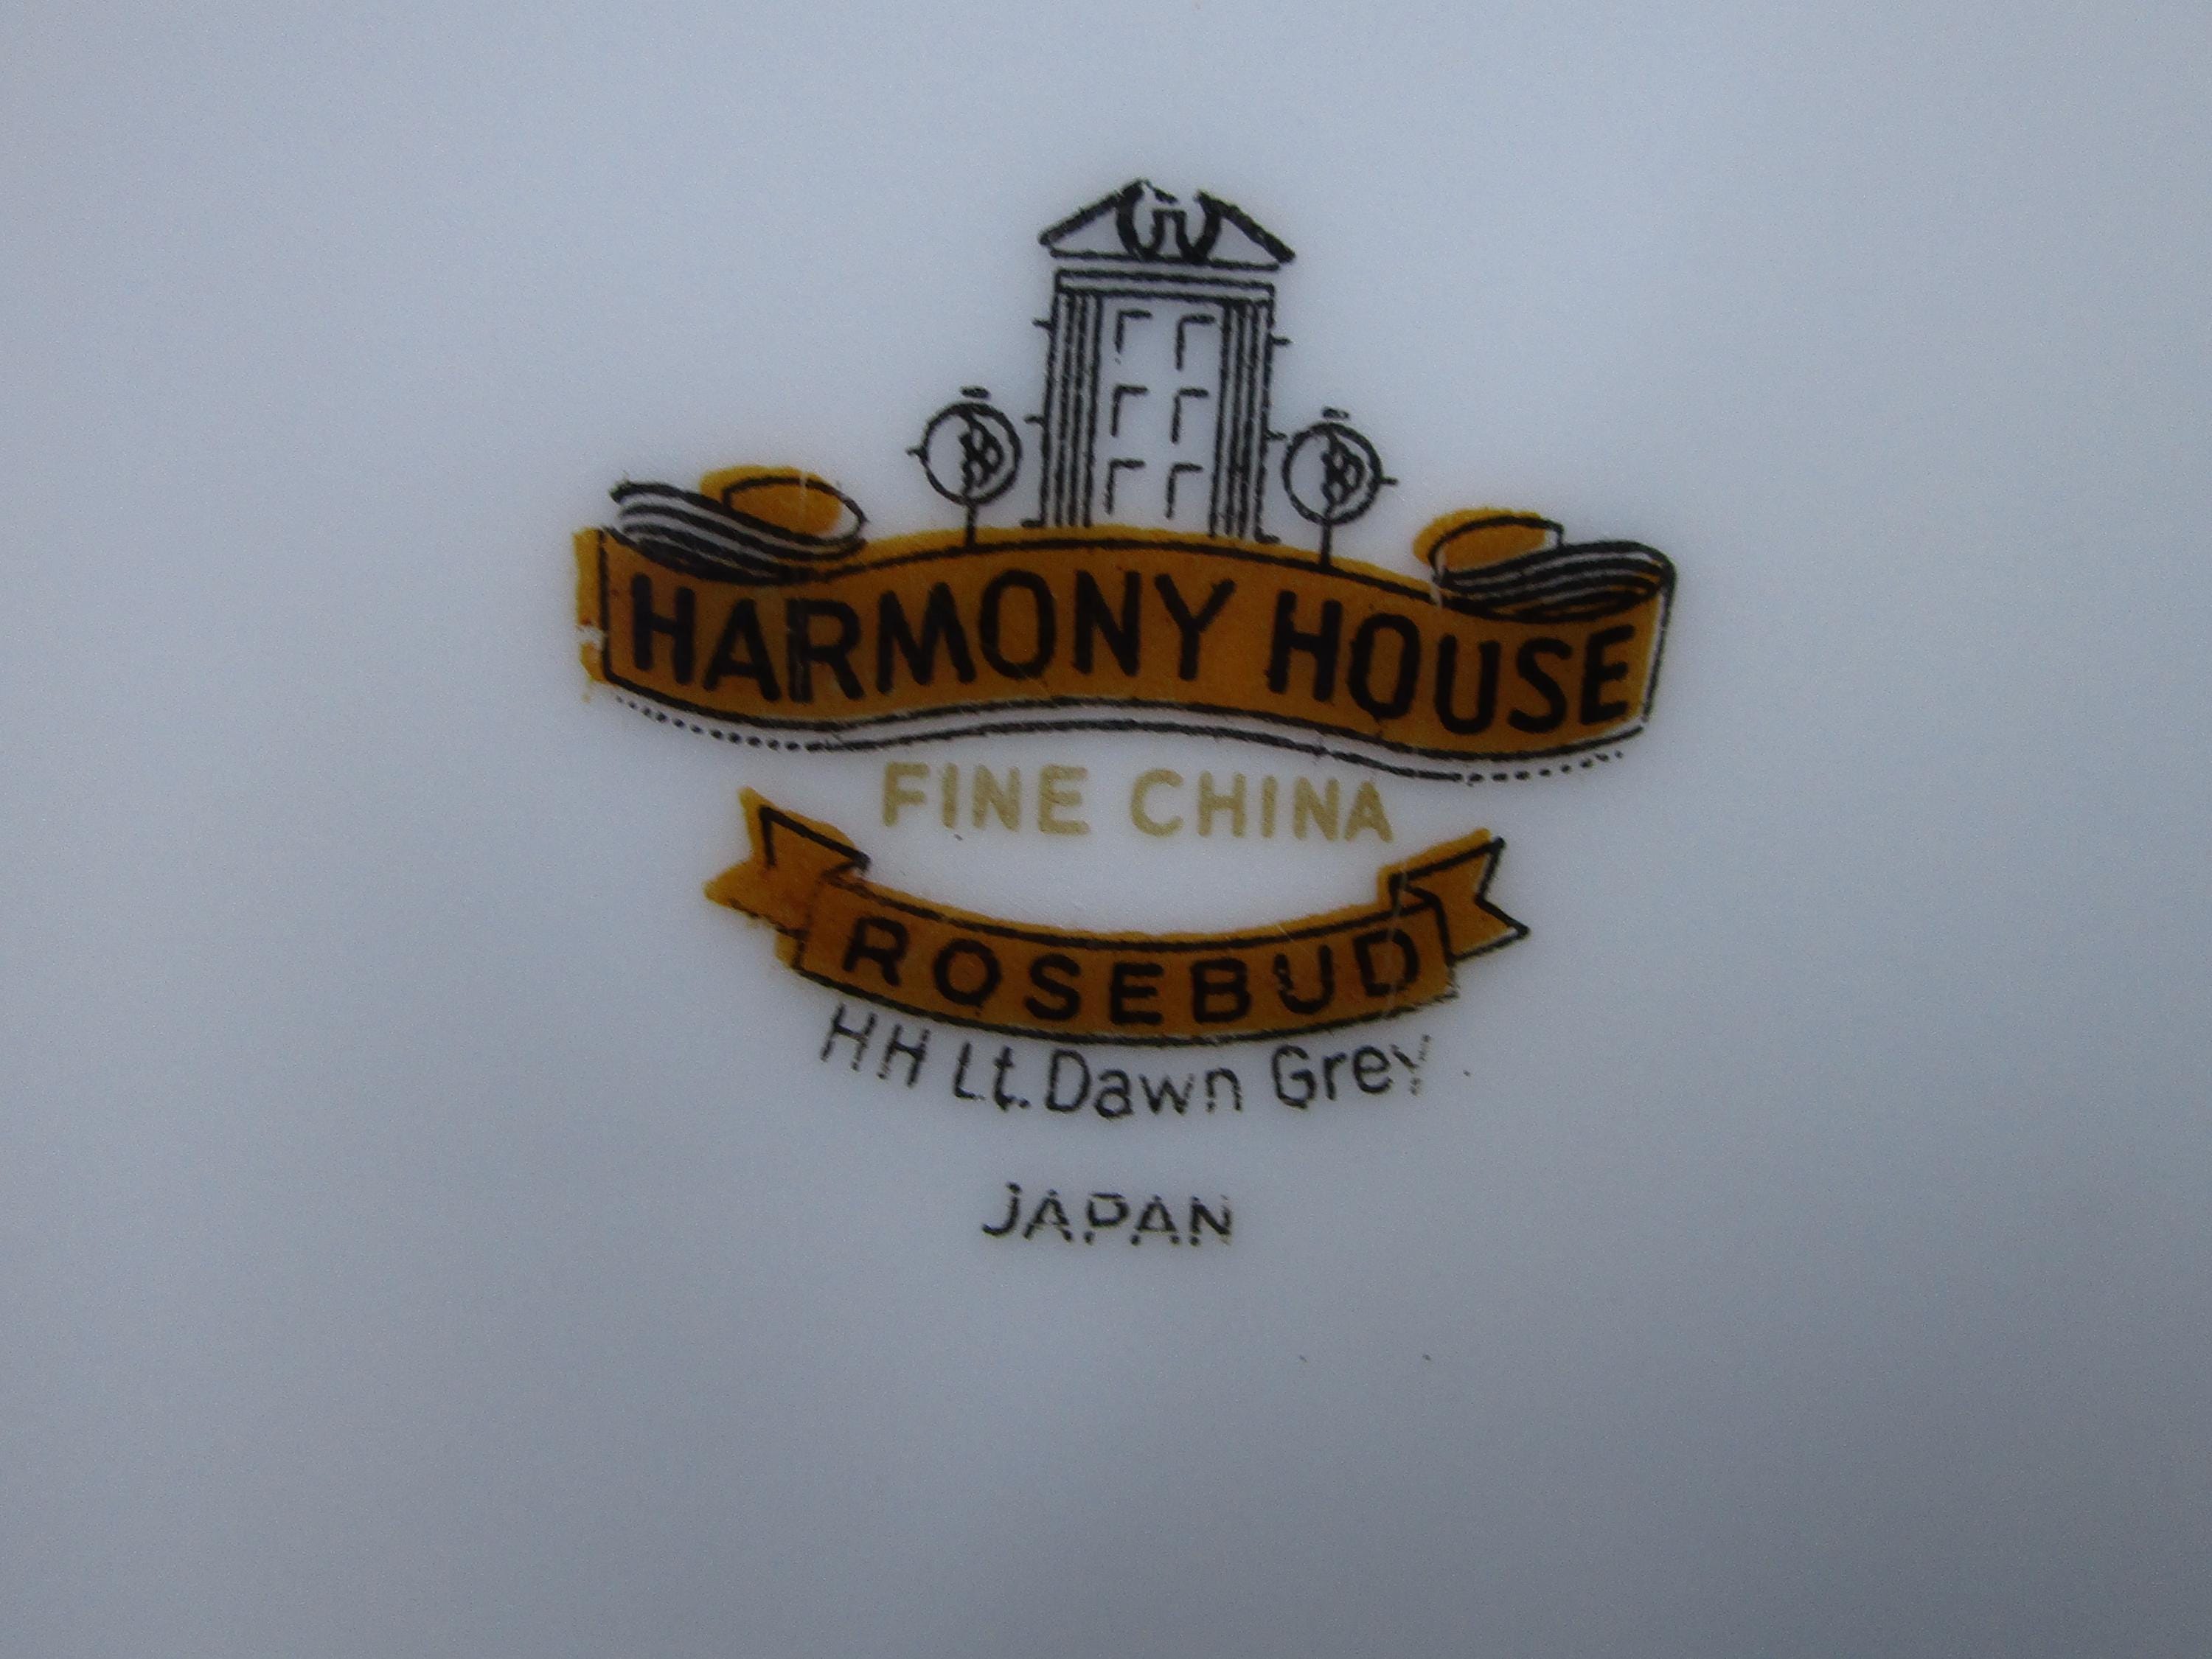 HARMONY HOUSE
FINE CHINA
ROSEBUD
HH Lt. Dawn Grey
JAPAN